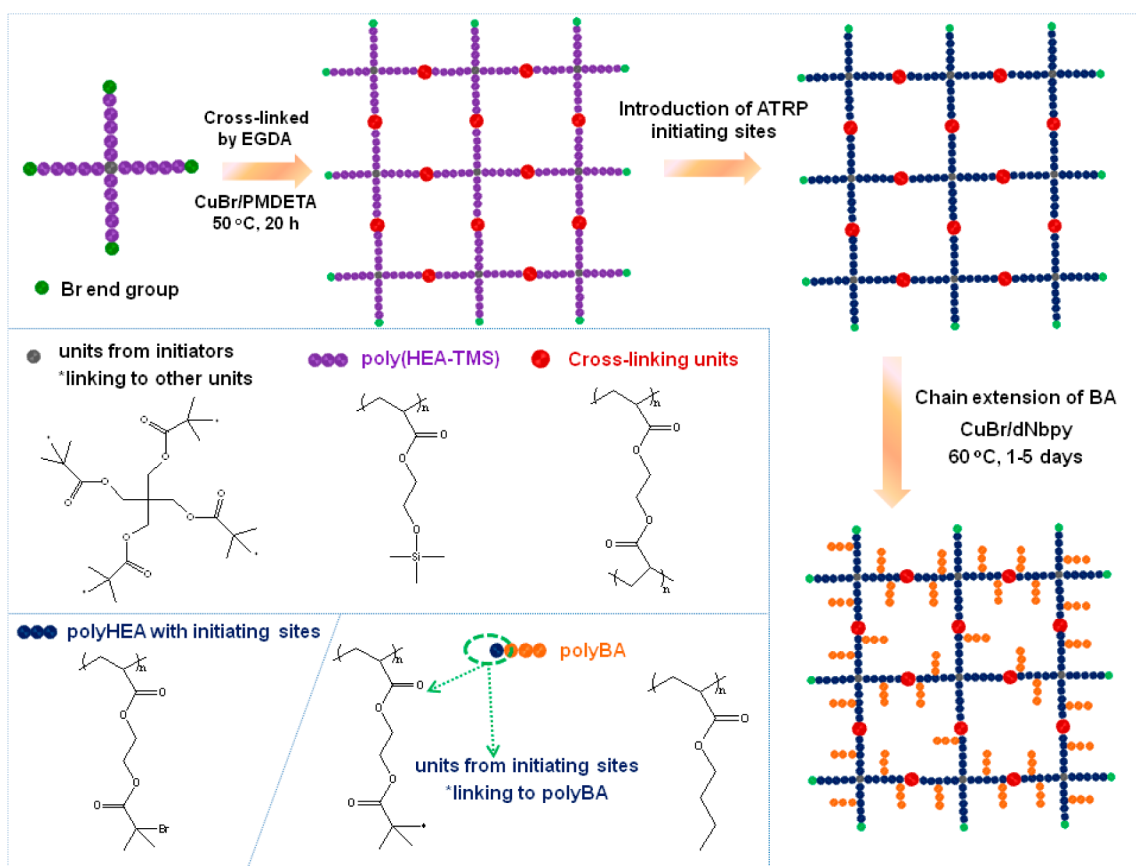 Cross-linked
by EGDA
CuBr/PMDETA
50 °C, 20 h
Introduction of ATRP
initiating sites
Br end group
units from initiators
*linking to other units
poly(HEA-TMS)
Cross-linking units
Chain extension of BA
CuBr/dNbpy
60 °C, 1-5 days
O
O
O
O
O
O
O
O
n
O
O
O
Si
n
O
O
O
O
n
polyHEA with initiating sites
polyBA
n
O
O
O
O
Br
n
O
O
O
O
units from initiating sites
*linking to polyBA
n
O
O